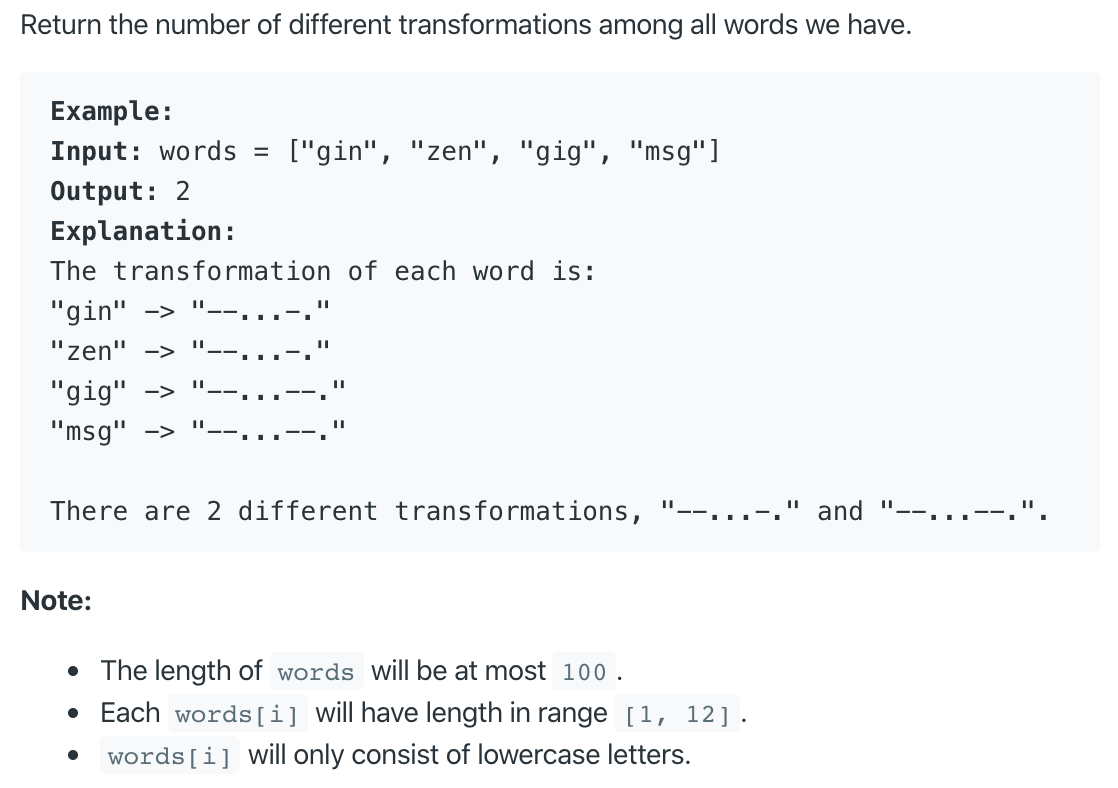 Return the number of different transformations among all words we have.
Example:
Input: words = ["gin", "zen", "gig", "msg"]
Output: 2
Explanation:
The transformation of each word is:
"gin" -> "--...-."
"zen" -> "--...-."
"gig" -> "--...--."
"msg" -> "--...--."
There are 2 different transformations, "--...-." and "--...--.".
Note:
• The length of words will be at most 100 .
• Each words[i] will have length in range [1, 12] .
• words[i] will only consist of lowercase letters.